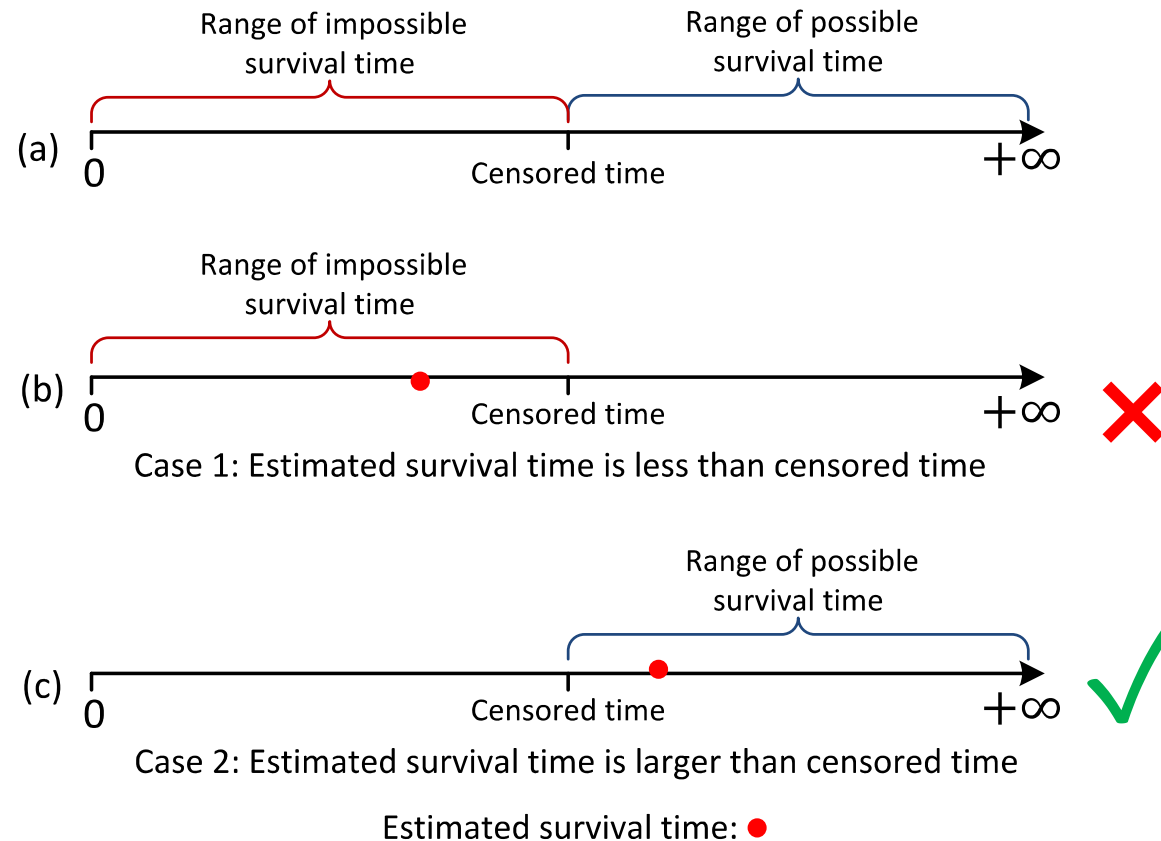 Range of impossible
survival time
Range of possible
survival time
(a)
0
Censored time
+∞
Range of impossible
survival time
(b)
0
Censored time
+∞
Case 1: Estimated survival time is less than censored time
Range of possible
survival time
(c)
0
Censored time
+∞
Case 2: Estimated survival time is larger than censored time
Estimated survival time: